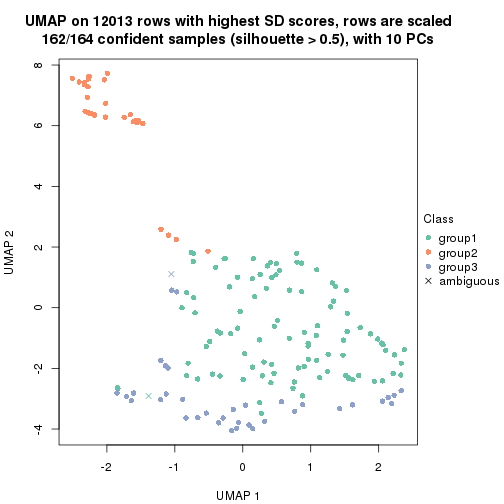 UMAP on 12013 rows with highest SD scores, rows are scaled
162/164 confident samples (silhouette > 0.5), with 10 PCs
8
6
4
2
0
-2
-4
UMAP 2
-2
-1
0
1
2
UMAP 1
Class
group1
group2
group3
ambiguous